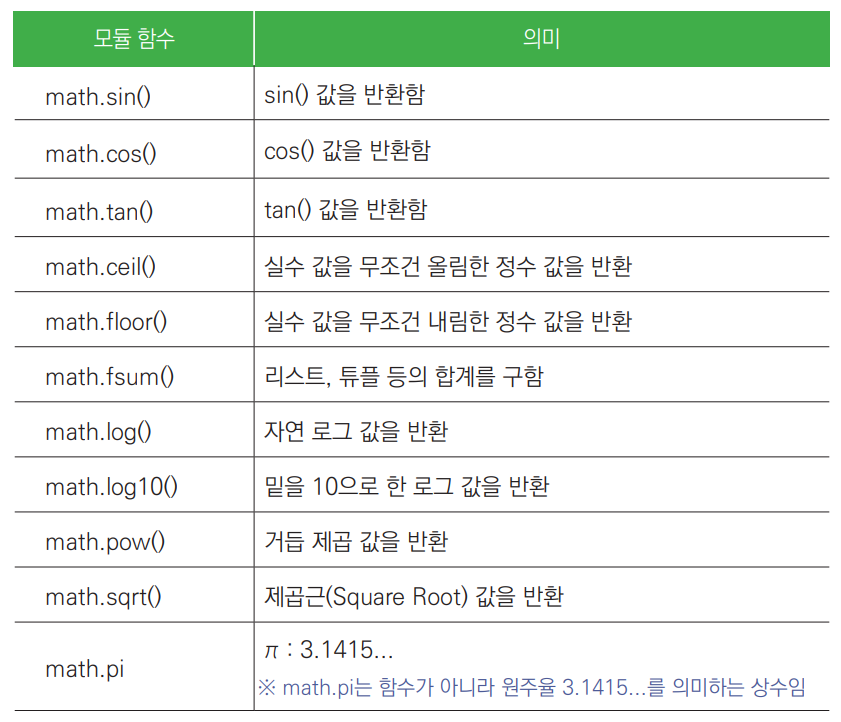 모듈 함수 의미
math.sin() sin() 값을 반환함
math.cos() cos() 값을 반환함
math.tan() tan() 값을 반환함
math.ceil() 실수 값을 무조건 올림한 정수 값을 반환
math.floor() 실수 값을 무조건 내림한 정수 값을 반환
math.fsum() 리스트, 튜플 등의 합계를 구함
math.log() 자연 로그 값을 반환
math.log10() 밑을 10으로 한 로그 값을 반환
math.pow() 거듭 제곱 값을 반환
math.sqrt() 제곱근(Square Root) 값을 반환
math.pi π : 3.1415...
※ math.pi는 함수가 아니라 원주율 3.1415...를 의미하는 상수임